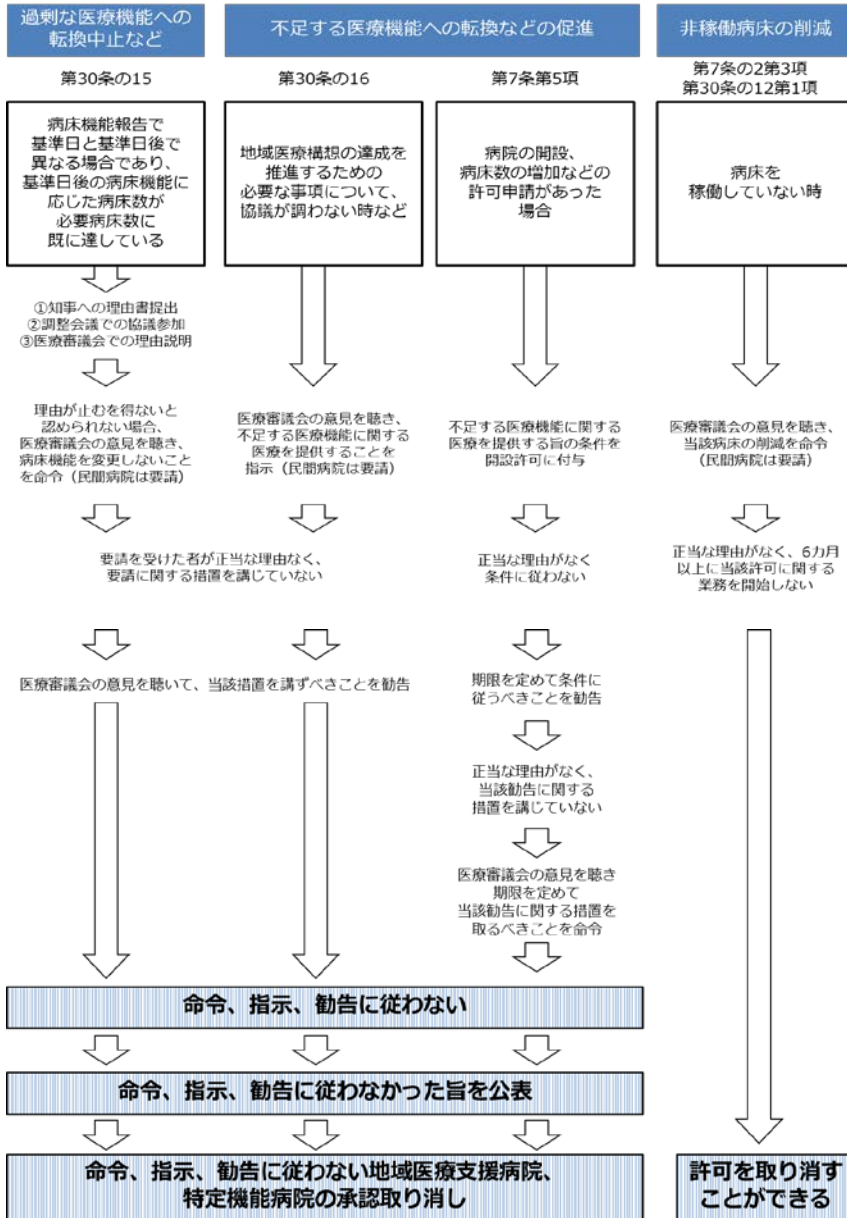 過剰な医療機能への
転換中止など
不足する医療機能への転換などの促進
非稼働病床の削減
第30条の15
第30条の16
第7条第5項
第7条の2第3項
第30条の12第1項
病床機能報告で
基準日と基準日後で
異なる場合であり、
基準日後の病床機能に
応じた病床数が
必要病床数に
既に達している
地域医療構想の達成を
推進するための
必要な事項について、
協議が調わない時など
病院の開設、
病床数の増加などの
許可申請があった
場合
病床を
稼働していない時
①知事への理由書提出
②調整会議での協議参加
③医療審議会での理由説明
理由が止むを得ないと
認められない場合、
医療審議会の意見を聴き、
病床機能を変更しないこと
を命令（民間病院は要請）
医療審議会の意見を聴き、
不足する医療機能に関する
医療を提供することを
指示（民間病院は要請）
不足する医療機能に関する
医療を提供する旨の条件を
開設許可に付与
医療審議会の意見を聴き、
当該病床の削減を命令
（民間病院は要請）
要請を受けた者が正当な理由なく、
要請に関する措置を講じていない
正当な理由がなく
条件に従わない
正当な理由がなく、6カ月
以上に当該許可に関する
業務を開始しない
医療審議会の意見を聴いて、当該措置を講ずべきことを勧告
期限を定めて条件に
従うべきことを勧告
正当な理由がなく、
当該勧告に関する
措置を講じていない
医療審議会の意見を聴き
期限を定めて
当該勧告に関する措置を
取るべきことを命令
命令、指示、勧告に従わない
命令、指示、勧告に従わなかった旨を公表
命令、指示、勧告に従わない地域医療支援病院、
特定機能病院の承認取り消し
許可を取り消す
ことができる